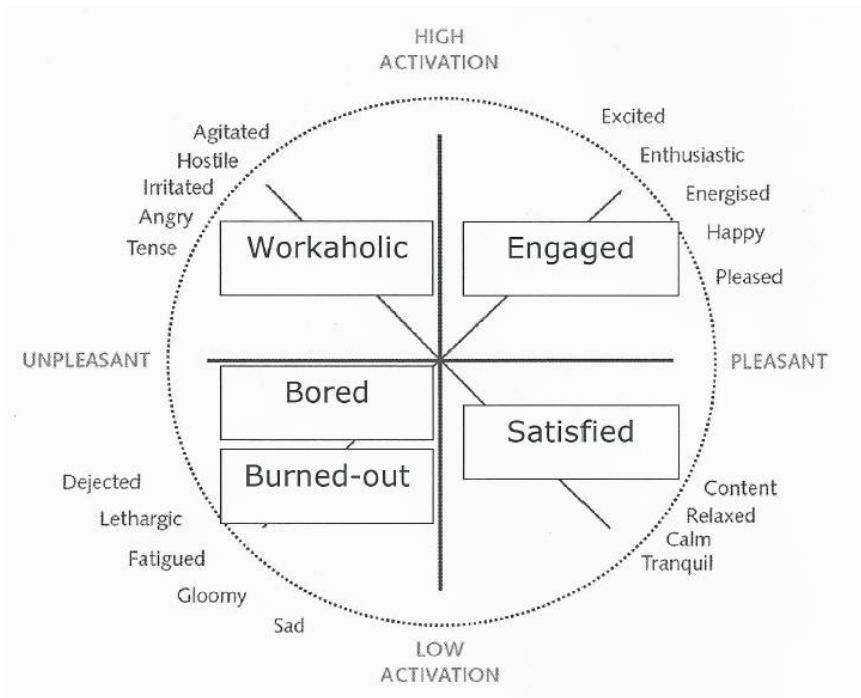 HIGH
ACTIVATION
Agitated
Hostile
Irritated
Angry
Tense
Excited
Enthusiastic
Energised
Happy
Pleased
Workaholic
Engaged
UNPLEASANT
PLEASANT
Bored
Burned-out
Satisfied
Dejected
Lethargic
Fatigued
Gloomy
Sad
Content
Relaxed
Calm
Tranquil
LOW
ACTIVATION